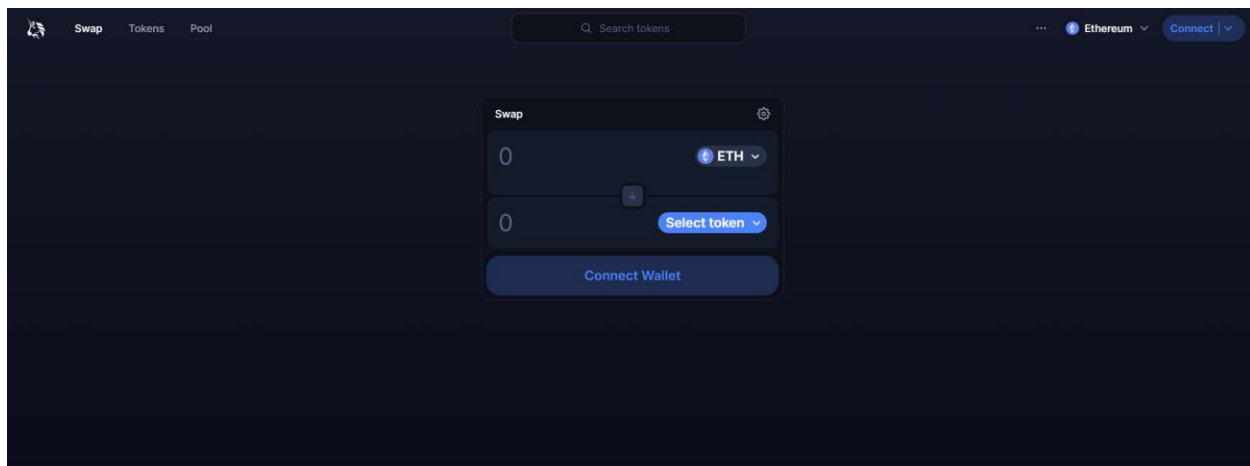 Swap Tokens Pool Search tokens ... Ethereum Connect
Swap
0 ETH
0 Select token
Connect Wallet